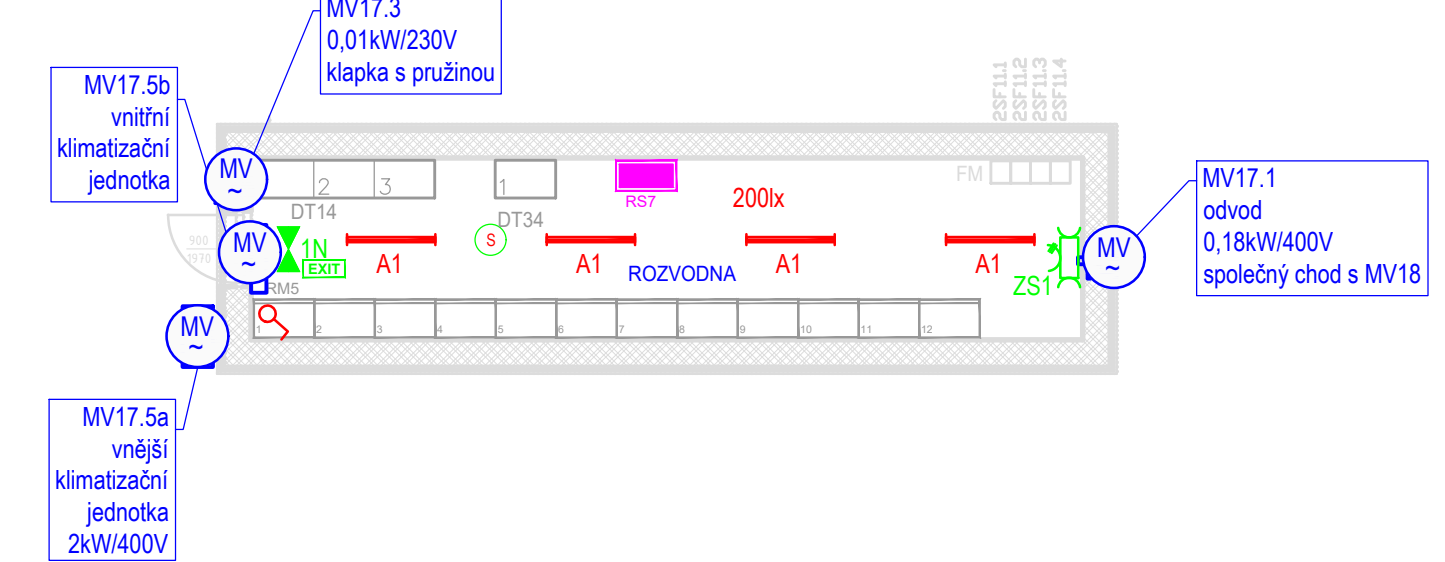 MV17.3
0,01kW/230V
klapka s pružinou
MV17.5b
vnitřní
klimatizační
jednotka
2SF11.1
2SF11.2
2SF11.3
2SF11.4
MV
~
2
3
DT14
1
DT34
RS7
200lx
FM
MV17.1
odvod
0,18kW/400V
společný chod s MV18
900
1970
MV
~
1N
EXIT
A1
S
A1
ROZVODNA
A1
A1
ZS1
MV
~
RM5
1
2
3
4
5
6
7
8
9
10
11
12
MV
~
MV17.5a
vnější
klimatizační
jednotka
2kW/400V